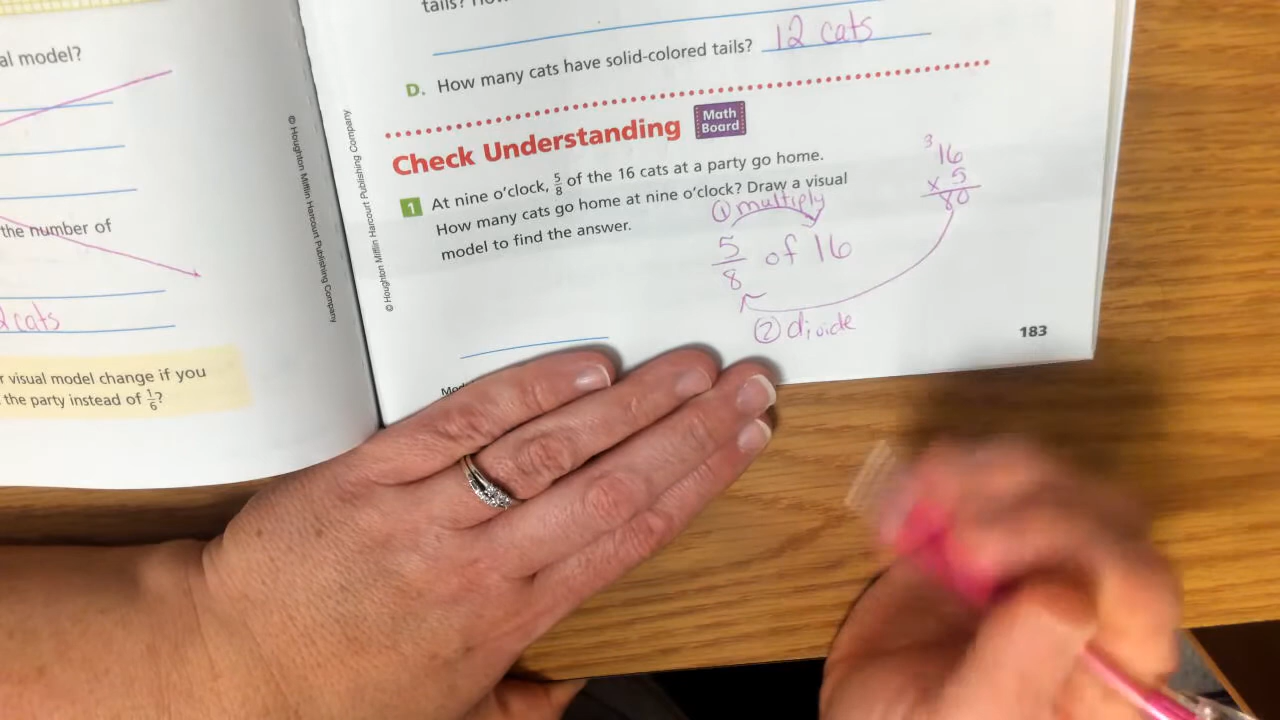 al model?
the number of
2 cats
r visual model change if you
the party instead of 1/6?
© Houghton Mifflin Harcourt Publishing Company
© Houghton Mifflin Harcourt Publishing Company
tails?
D. How many cats have solid-colored tails? 12 cats
Check Understanding Math Board
1 At nine o'clock, 5/8 of the 16 cats at a party go home.
How many cats go home at nine o'clock? Draw a visual
model to find the answer.
① multiply
5/8 of 16
② divide
3
16
x 5
80
183